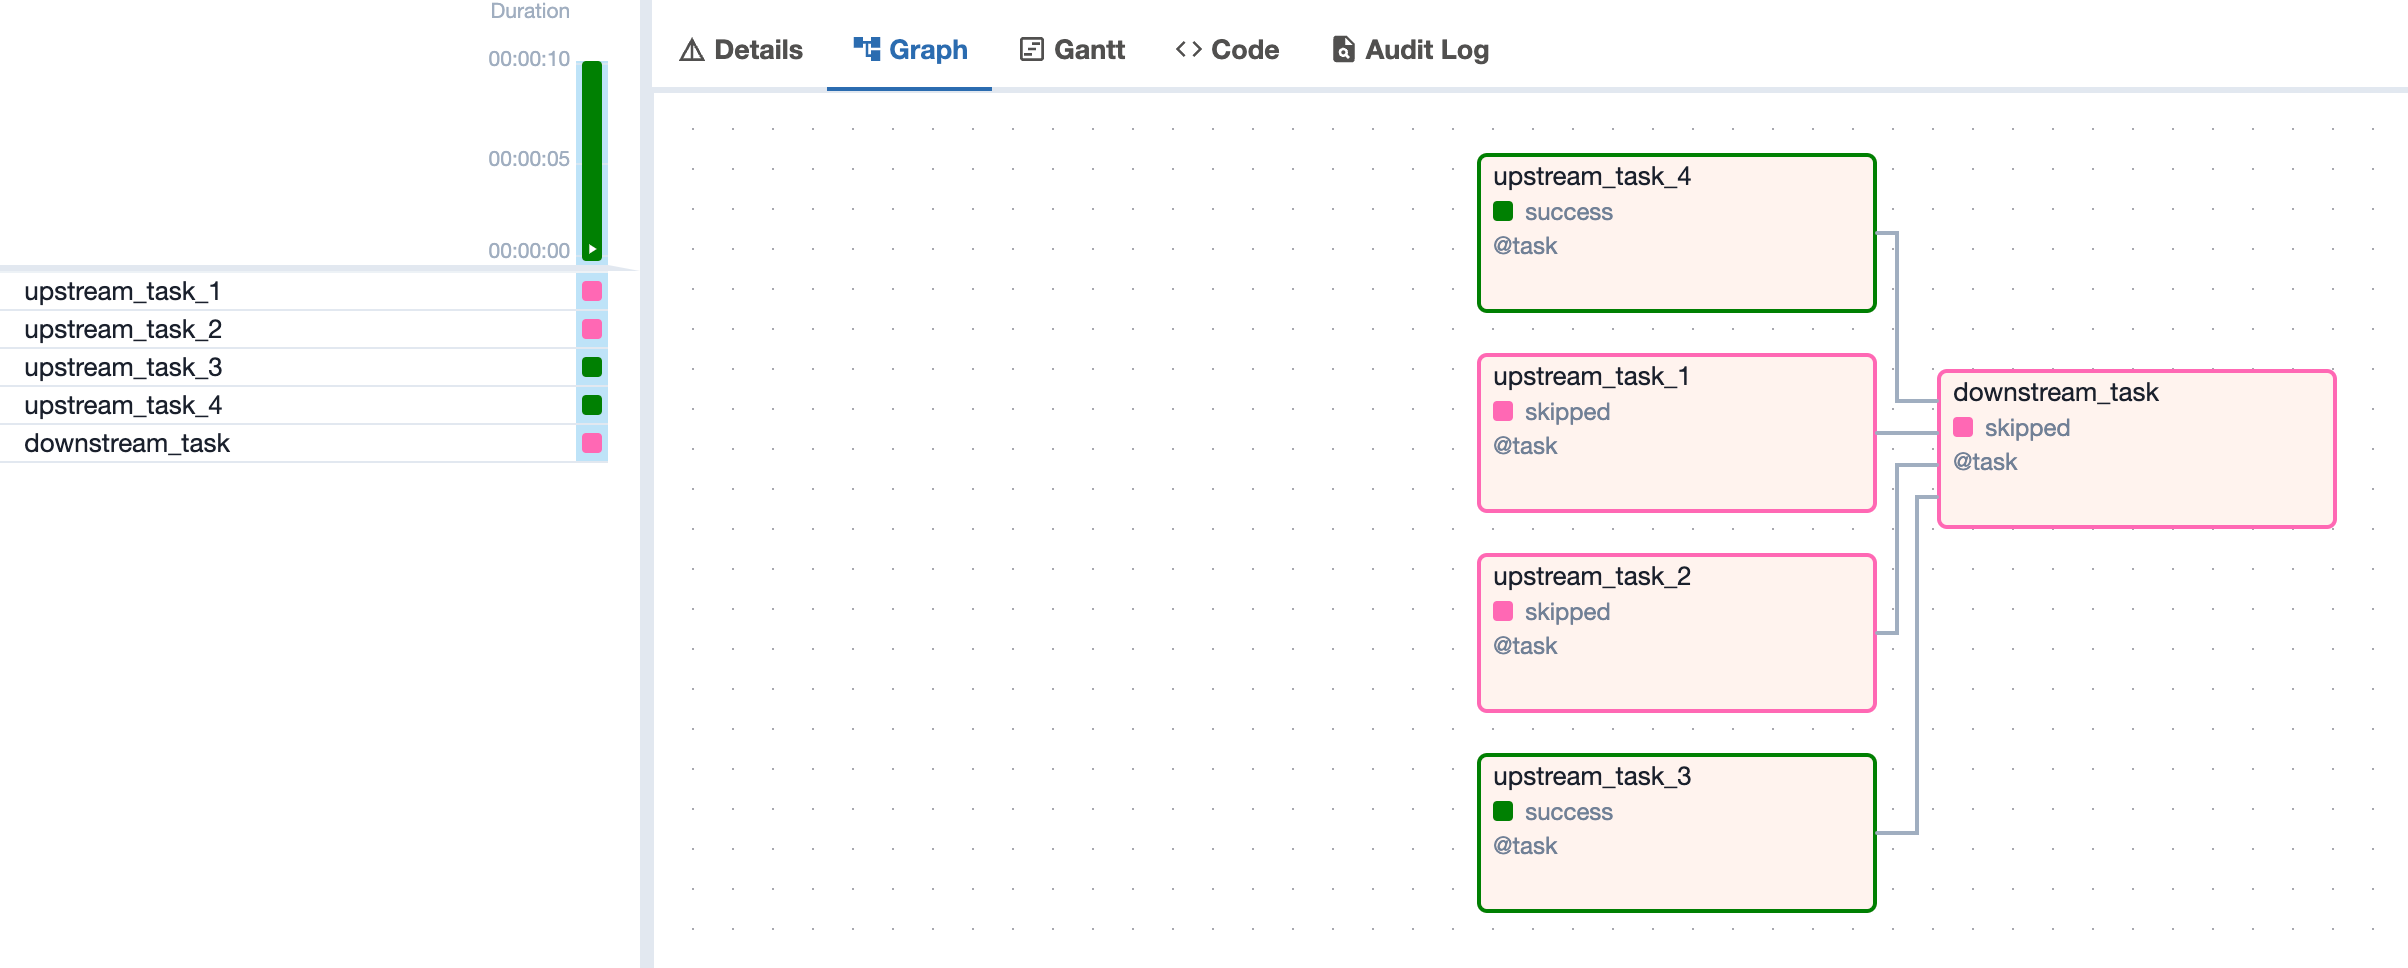 Duration
00:00:10
00:00:05
00:00:00
upstream_task_1
upstream_task_2
upstream_task_3
upstream_task_4
downstream_task
Details
Graph
Gantt
Code
Audit Log
upstream_task_4
success
@task
upstream_task_1
skipped
@task
upstream_task_2
skipped
@task
upstream_task_3
success
@task
downstream_task
skipped
@task